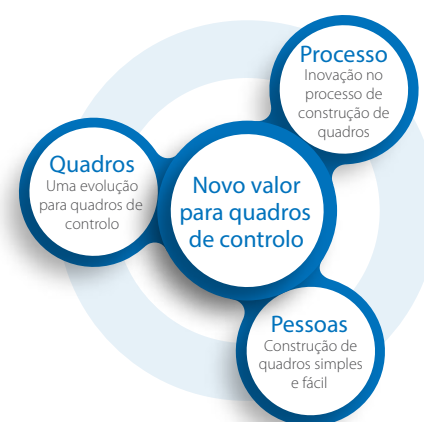 Processo
Inovação no
processo de
construção de
quadros
Quadros
Uma evolução
para quadros de
controlo
Novo valor
para quadros
de controlo
Pessoas
Construção de
quadros simples
e fácil